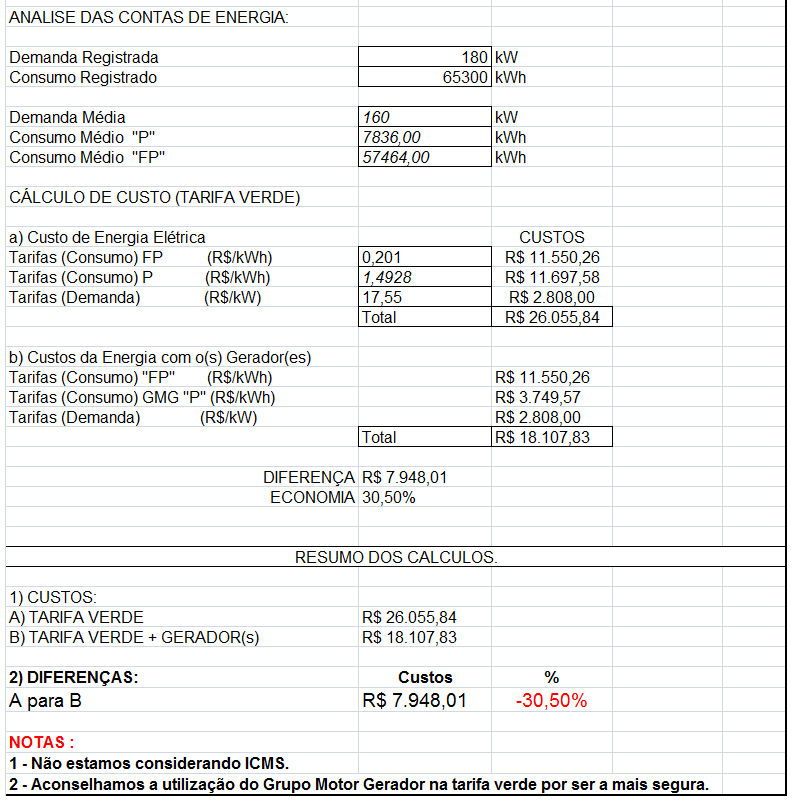 ANALISE DAS CONTAS DE ENERGIA:
Demanda Registrada 180 kW
Consumo Registrado 65300 kWh
Demanda Média 160 kW
Consumo Médio "P" 7836,00 kWh
Consumo Médio "FP" 57464,00 kWh
CÁLCULO DE CUSTO (TARIFA VERDE)
a) Custo de Energia Elétrica CUSTOS
Tarifas (Consumo) FP (R$/kWh) 0,201 R$ 11.550,26
Tarifas (Consumo) P (R$/kWh) 1,4928 R$ 11.697,58
Tarifas (Demanda) (R$/kW) 17,55 R$ 2.808,00
Total R$ 26.055,84
b) Custos da Energia com o(s) Gerador(es)
Tarifas (Consumo) "FP" (R$/kWh) R$ 11.550,26
Tarifas (Consumo) GMG "P" (R$/kWh) R$ 3.749,57
Tarifas (Demanda) (R$/kW) R$ 2.808,00
Total R$ 18.107,83
DIFERENÇA R$ 7.948,01
ECONOMIA 30,50%
RESUMO DOS CALCULOS.
1) CUSTOS:
A) TARIFA VERDE R$ 26.055,84
B) TARIFA VERDE + GERADOR(s) R$ 18.107,83
2) DIFERENÇAS: Custos %
A para B R$ 7.948,01 -30,50%
NOTAS :
1 - Não estamos considerando ICMS.
2 - Aconselhamos a utilização do Grupo Motor Gerador na tarifa verde por ser a mais segura.